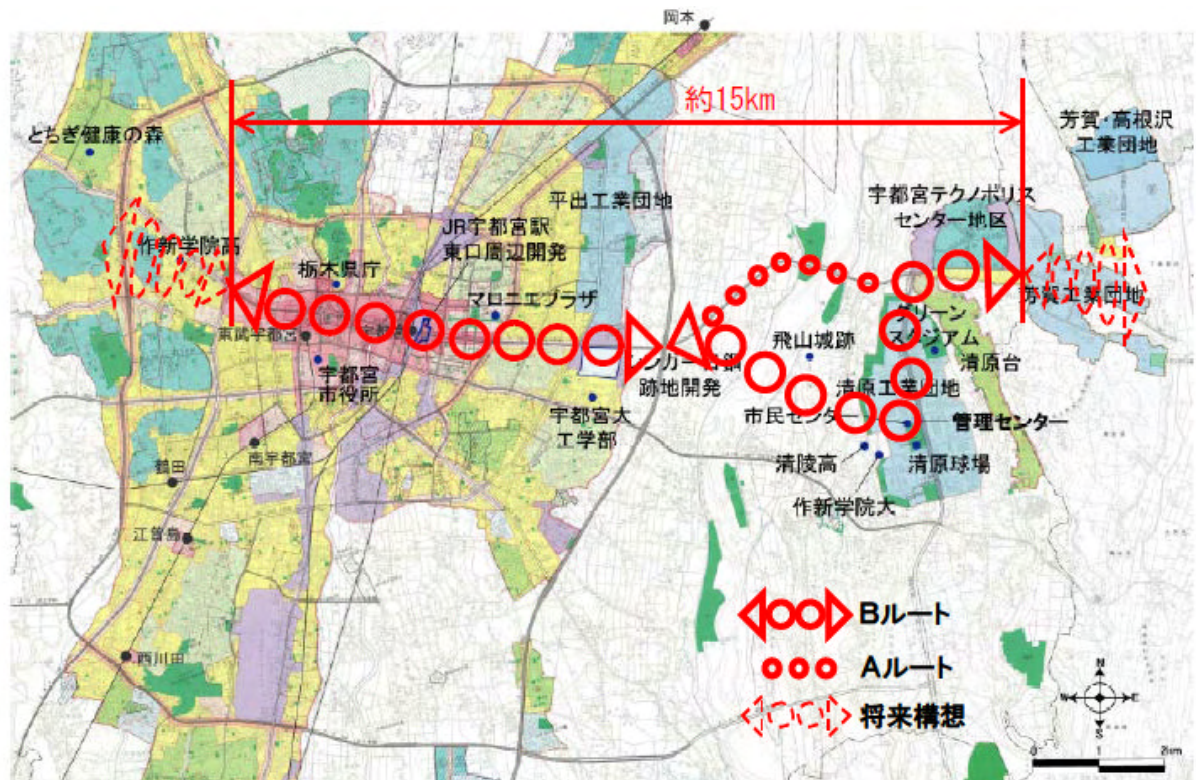 岡本
約15km
芳賀・高根沢
工業団地
とちぎ健康の森
平出工業団地
宇都宮テクノポリス
センター地区
JR宇都宮駅
東口周辺開発
作新学院高
栃木県庁
マロニエプラザ
芳賀工業団地
グリーン
スタジアム
東武宇都宮
飛山城跡
清原台
宇都宮
市役所
跡地開発
清原工業団地
宇都宮大
工学部
市民センター
管理センター
鶴田
南宇都宮
清陵高
清原球場
作新学院大
江曽島
Bルート
Aルート
西川田
将来構想
N
W
E
S
0
1
2km